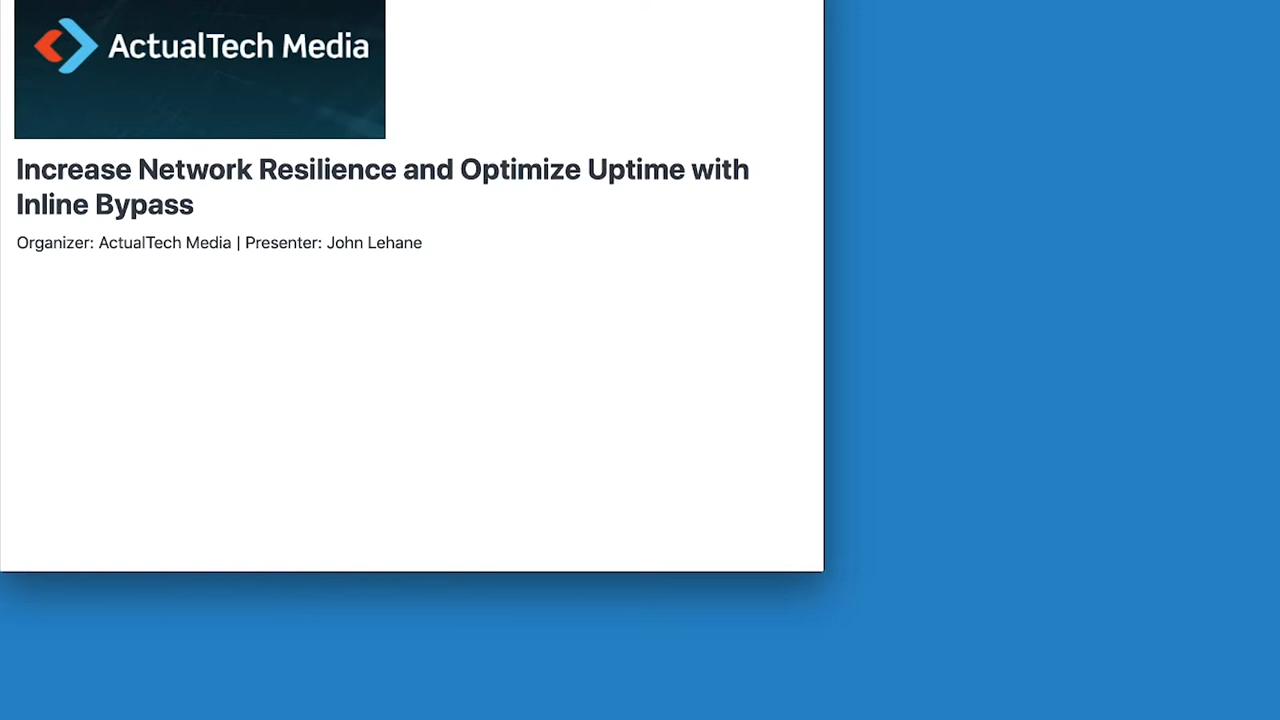 ActualTech Media
Increase Network Resilience and Optimize Uptime with
Inline Bypass
Organizer: ActualTech Media | Presenter: John Lehane